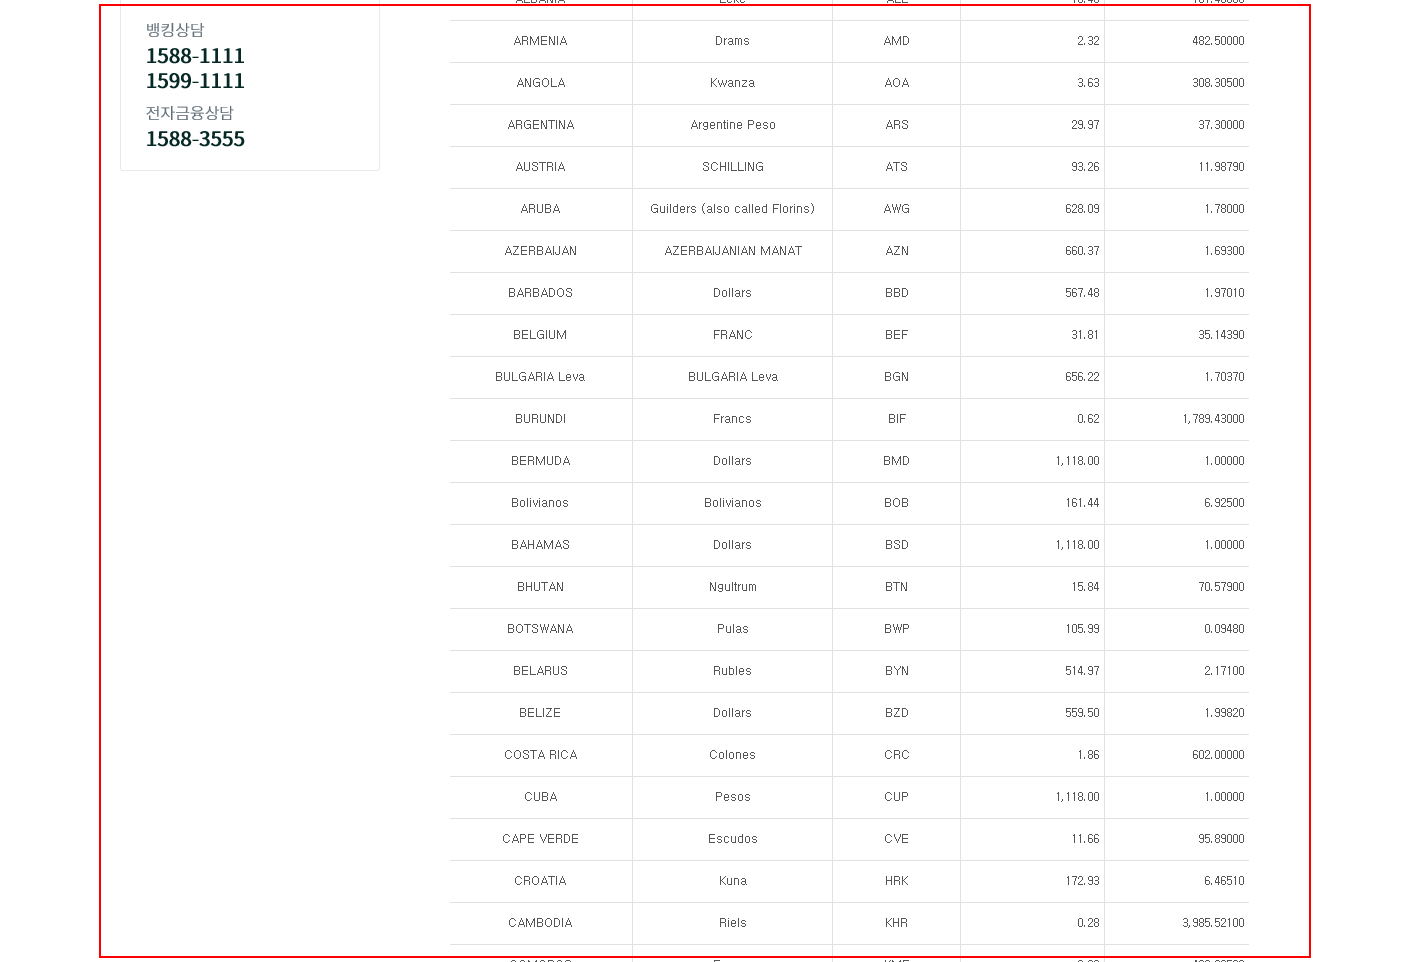 뱅킹상담
1588-1111
1599-1111
전자금융상담
1588-3555
ARMENIA Drams AMD 2.32 482.50000
ANGOLA Kwanza AOA 3.63 308.30500
ARGENTINA Argentine Peso ARS 29.97 37.30000
AUSTRIA SCHILLING ATS 93.26 11.98790
ARUBA Guilders (also called Florins) AWG 628.09 1.78000
AZERBAIJAN AZERBAIJANIAN MANAT AZN 660.37 1.69300
BARBADOS Dollars BBD 567.48 1.97010
BELGIUM FRANC BEF 31.81 35.14390
BULGARIA Leva BULGARIA Leva BGN 656.22 1.70370
BURUNDI Francs BIF 0.62 1,789.43000
BERMUDA Dollars BMD 1,118.00 1.00000
Bolivianos Bolivianos BOB 161.44 6.92500
BAHAMAS Dollars BSD 1,118.00 1.00000
BHUTAN Ngultrum BTN 15.84 70.57900
BOTSWANA Pulas BWP 105.99 0.09480
BELARUS Rubles BYN 514.97 2.17100
BELIZE Dollars BZD 559.50 1.99820
COSTA RICA Colones CRC 1.86 602.00000
CUBA Pesos CUP 1,118.00 1.00000
CAPE VERDE Escudos CVE 11.66 95.89000
CROATIA Kuna HRK 172.93 6.46510
CAMBODIA Riels KHR 0.28 3,985.52100